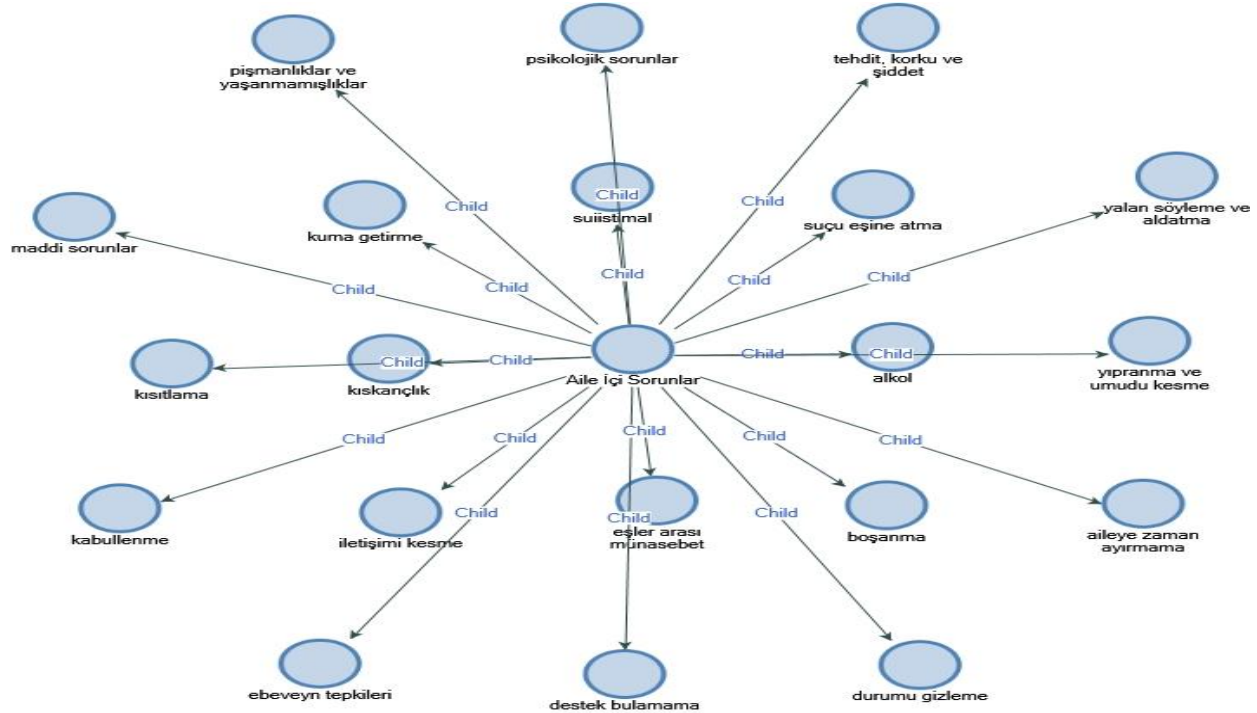 pişmanlıklar ve
yaşanmamışlıklar
psikolojik sorunlar
tehdit, korku ve
şiddet
Child
Child
Child
maddi sorunlar
kuma getirme
suiistimal
suçu eşine atma
yalan söyleme ve
aldatma
Child
Child
Child
Child
Child
kısıtlama
Child
kıskançlık
Child
Aile İçi Sorunlar
Child
alkol
Child
yıpranma ve
umudu kesme
Child
Child
Child
Child
Child
kabullenme
iletişimi kesme
eşler arası
münasebet
boşanma
aileye zaman
ayırmama
Child
Child
Child
ebeveyn tepkileri
destek bulamama
durumu gizleme